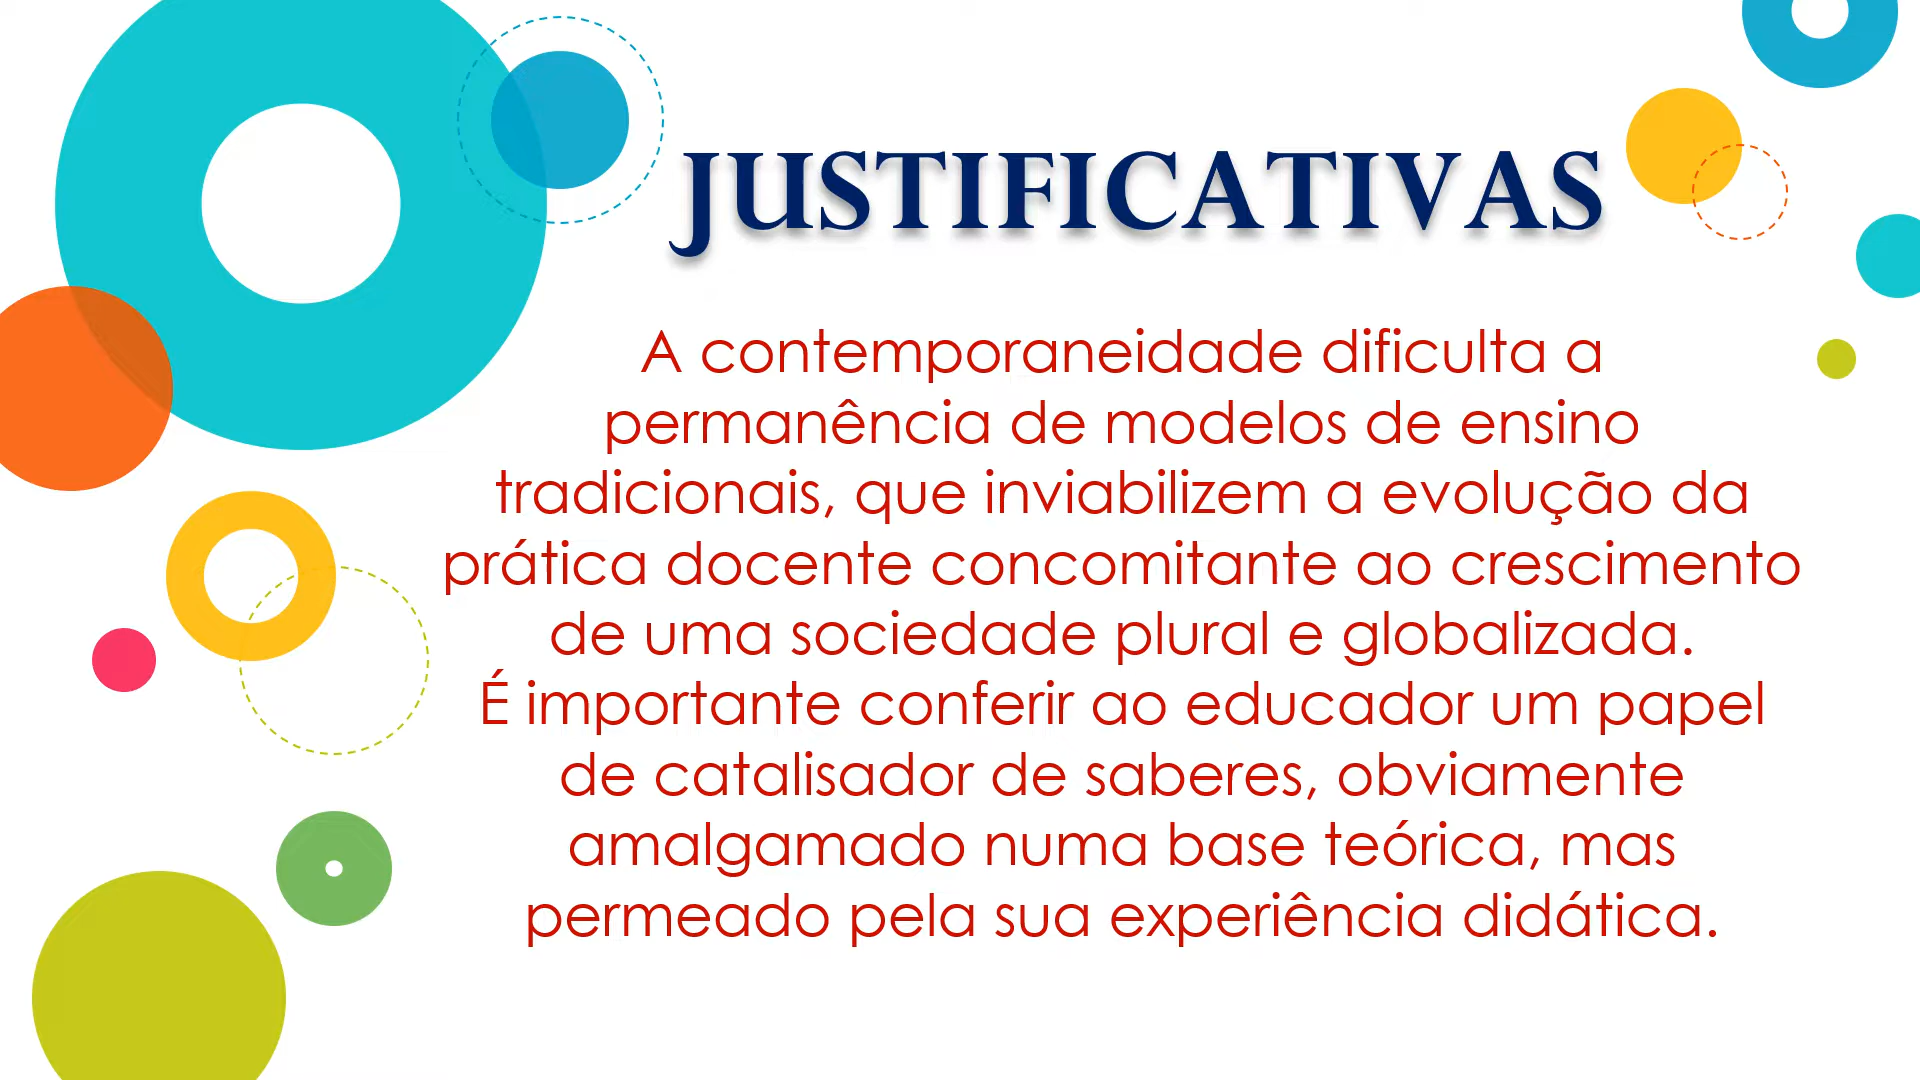 JUSTIFICATIVAS
A contemporaneidade dificulta a
permanência de modelos de ensino
tradicionais, que inviabilizem a evolução da
prática docente concomitante ao crescimento
de uma sociedade plural e globalizada.
É importante conferir ao educador um papel
de catalisador de saberes, obviamente
amalgamado numa base teórica, mas
permeado pela sua experiência didática.